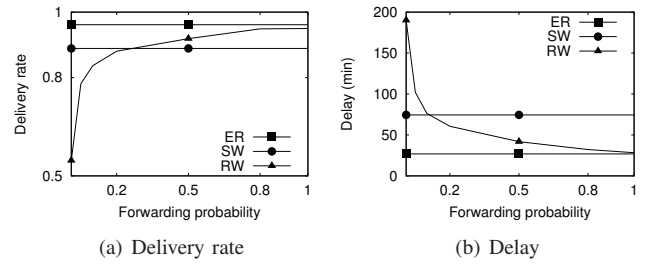 1
0.8
0.5
Delivery rate
ER
SW
RW
0.2 0.5 0.8 1
Forwarding probability
(a) Delivery rate
200
150
100
50
0
Delay (min)
ER
SW
RW
0.2 0.5 0.8 1
Forwarding probability
(b) Delay